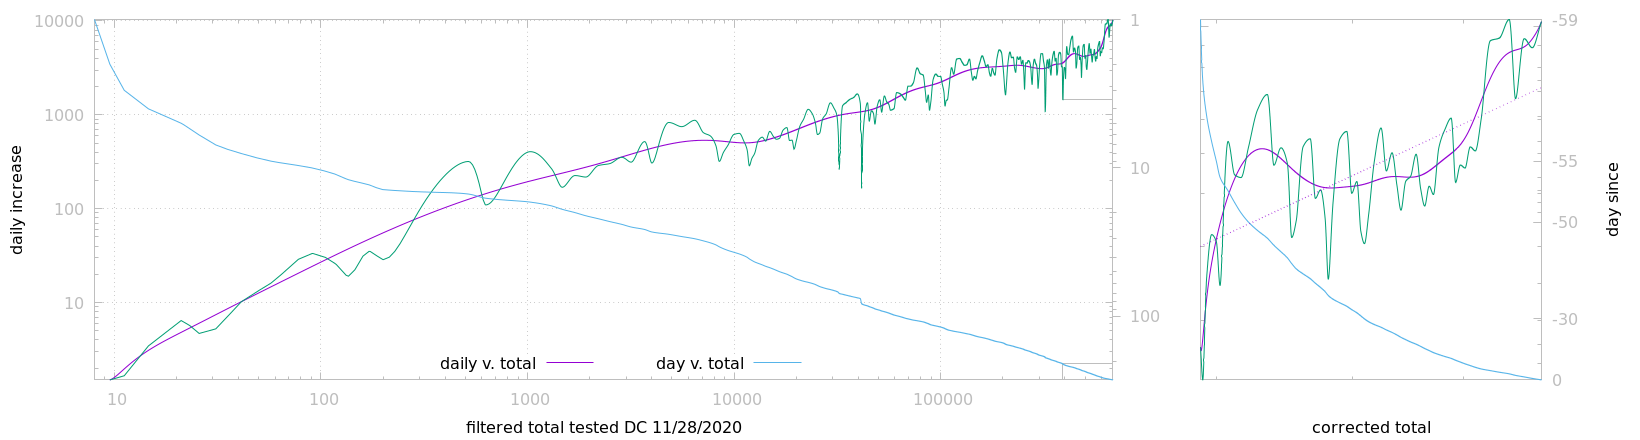 10000
1000
100
10
daily increase
10
100
1000
10000
100000
1
10
100
daily v. total
day v. total
filtered total tested DC 11/28/2020
-59
-55
-50
-30
0
day since
corrected total